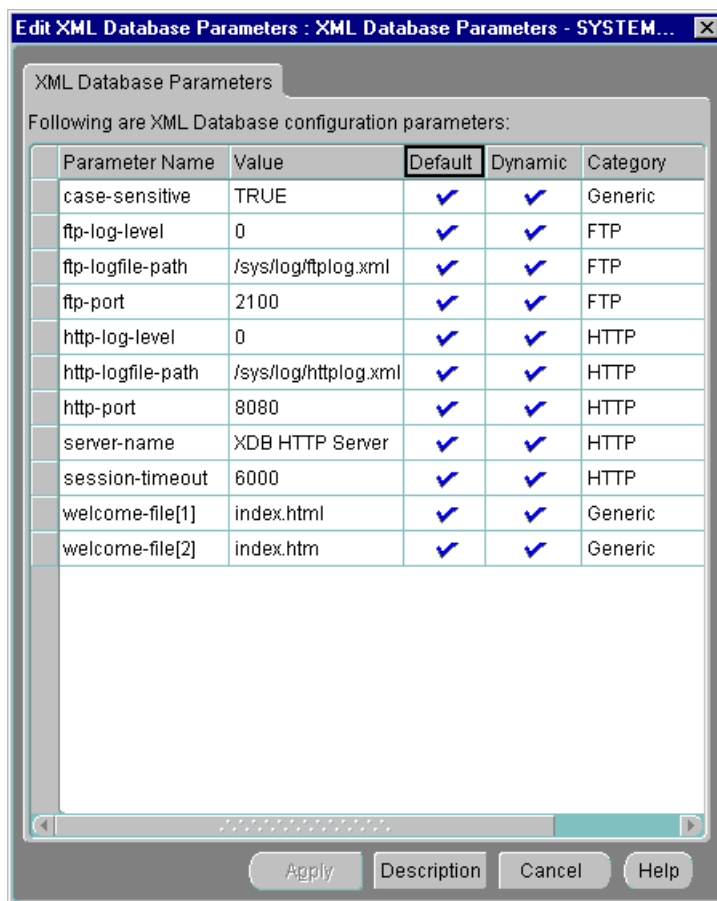 Edit XML Database Parameters : XML Database Parameters - SYSTEM...
XML Database Parameters
Following are XML Database configuration parameters:
Parameter Name Value Default Dynamic Category
case-sensitive TRUE Generic
ftp-log-level 0 FTP
ftp-logfile-path /sys/log/ftplog.xml FTP
ftp-port 2100 FTP
http-log-level 0 HTTP
http-logfile-path /sys/log/httplog.xml HTTP
http-port 8080 HTTP
server-name XDB HTTP Server HTTP
session-timeout 6000 HTTP
welcome-file[1] index.html Generic
welcome-file[2] index.htm Generic
Apply Description Cancel Help